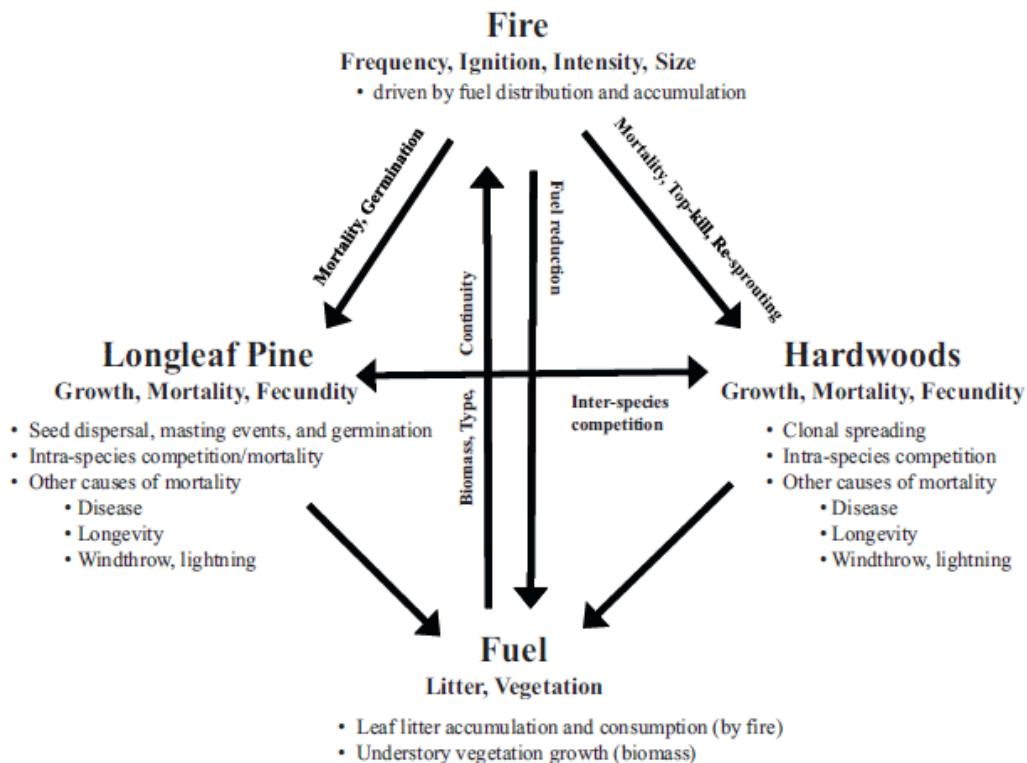 Fire
Frequency, Ignition, Intensity, Size
• driven by fuel distribution and accumulation
Mortality, Germination
Mortality, Top-kill, Re-sprouting
Fuel reduction
Biomass, Type, Continuity
Longleaf Pine
Growth, Mortality, Fecundity
• Seed dispersal, masting events, and germination
• Intra-species competition/mortality
• Other causes of mortality
• Disease
• Longevity
• Windthrow, lightning
Inter-species
competition
Hardwoods
Growth, Mortality, Fecundity
• Clonal spreading
• Intra-species competition
• Other causes of mortality
• Disease
• Longevity
• Windthrow, lightning
Fuel
Litter, Vegetation
• Leaf litter accumulation and consumption (by fire)
• Understory vegetation growth (biomass)